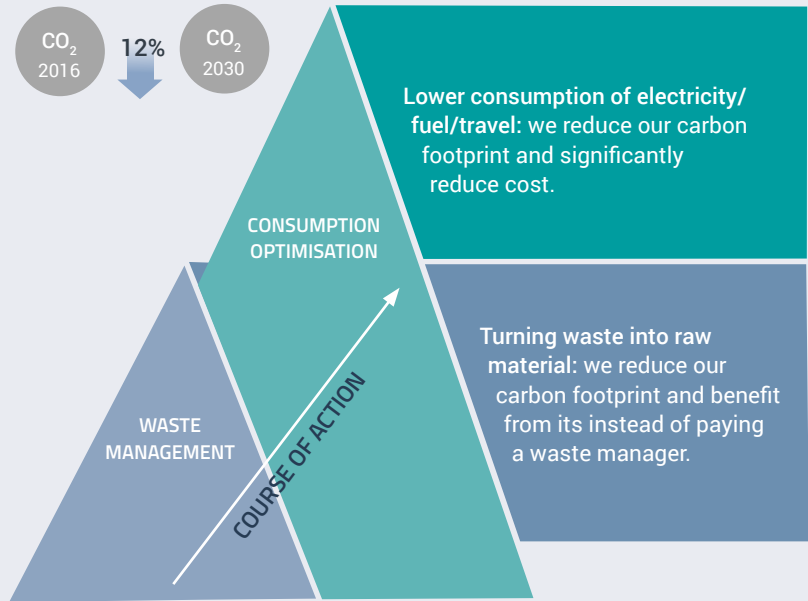 CO₂
2016
12%
CO₂
2030
Lower consumption of electricity/
fuel/travel: we reduce our carbon
footprint and significantly
reduce cost.
CONSUMPTION
OPTIMISATION
Turning waste into raw
material: we reduce our
carbon footprint and benefit
from its instead of paying
a waste manager.
WASTE
MANAGEMENT
COURSE OF ACTION